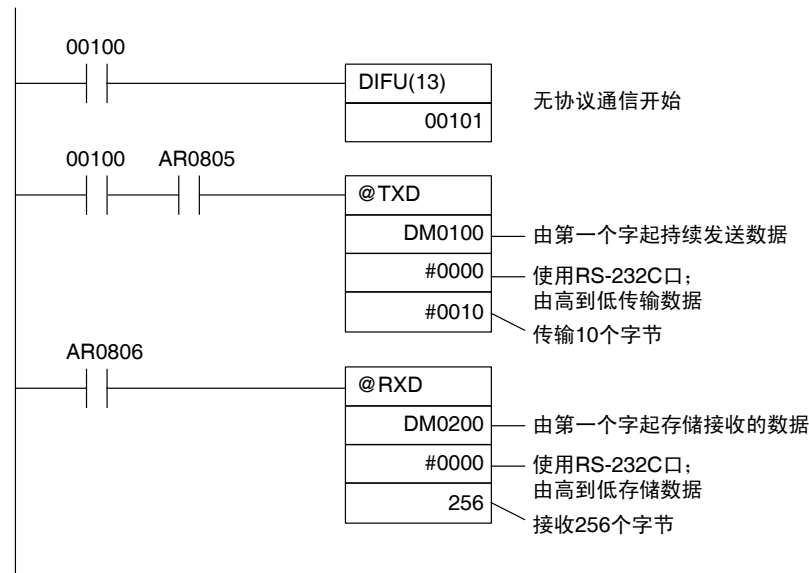 00100
DIFU(13)
00101
无协议通信开始
00100 AR0805
@TXD
DM0100
由第一个字起持续发送数据
#0000
使用RS-232C口；
由高到低传输数据
#0010
传输10个字节
AR0806
@RXD
DM0200
由第一个字起存储接收的数据
#0000
使用RS-232C口；
由高到低存储数据
256
接收256个字节